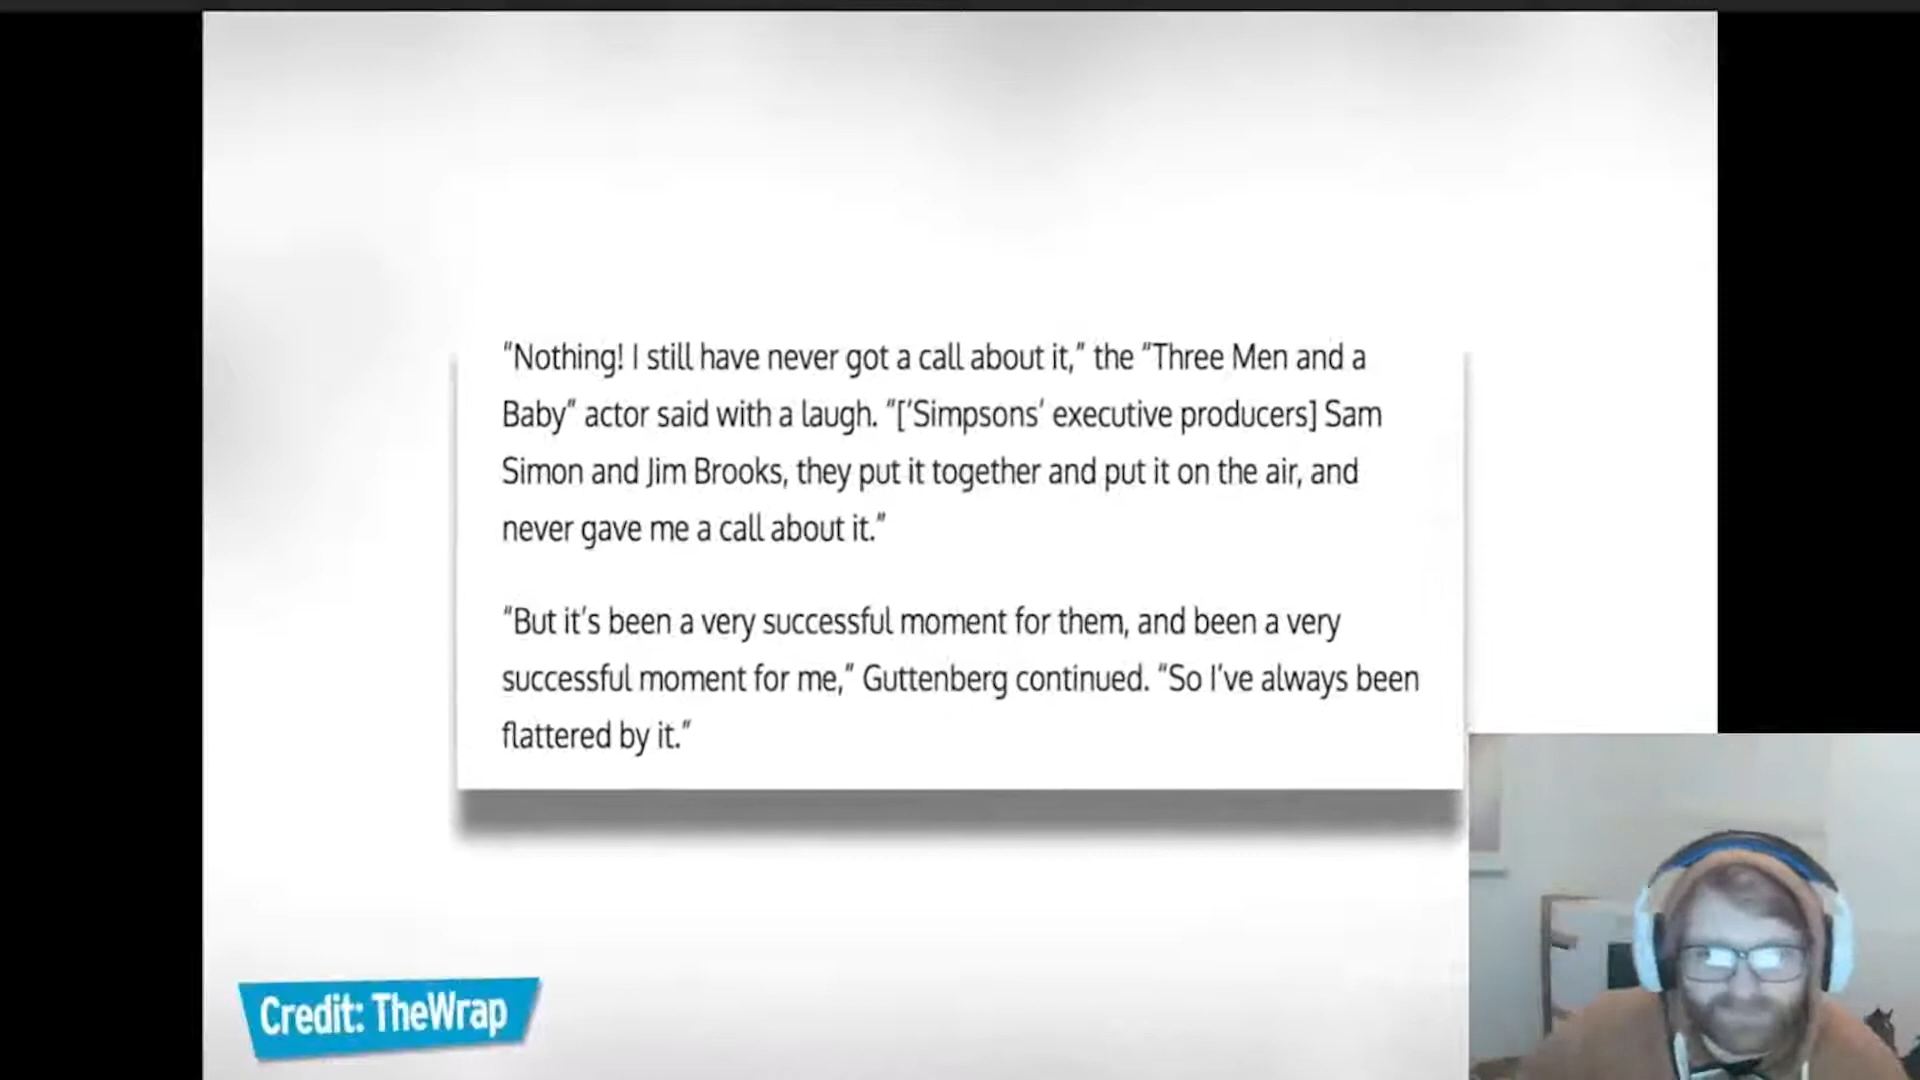 “Nothing! I still have never got a call about it,” the “Three Men and a
Baby” actor said with a laugh. “[‘Simpsons’ executive producers] Sam
Simon and Jim Brooks, they put it together and put it on the air, and
never gave me a call about it.”
“But it’s been a very successful moment for them, and been a very
successful moment for me,” Guttenberg continued. “So I’ve always been
flattered by it.”
Credit: TheWrap